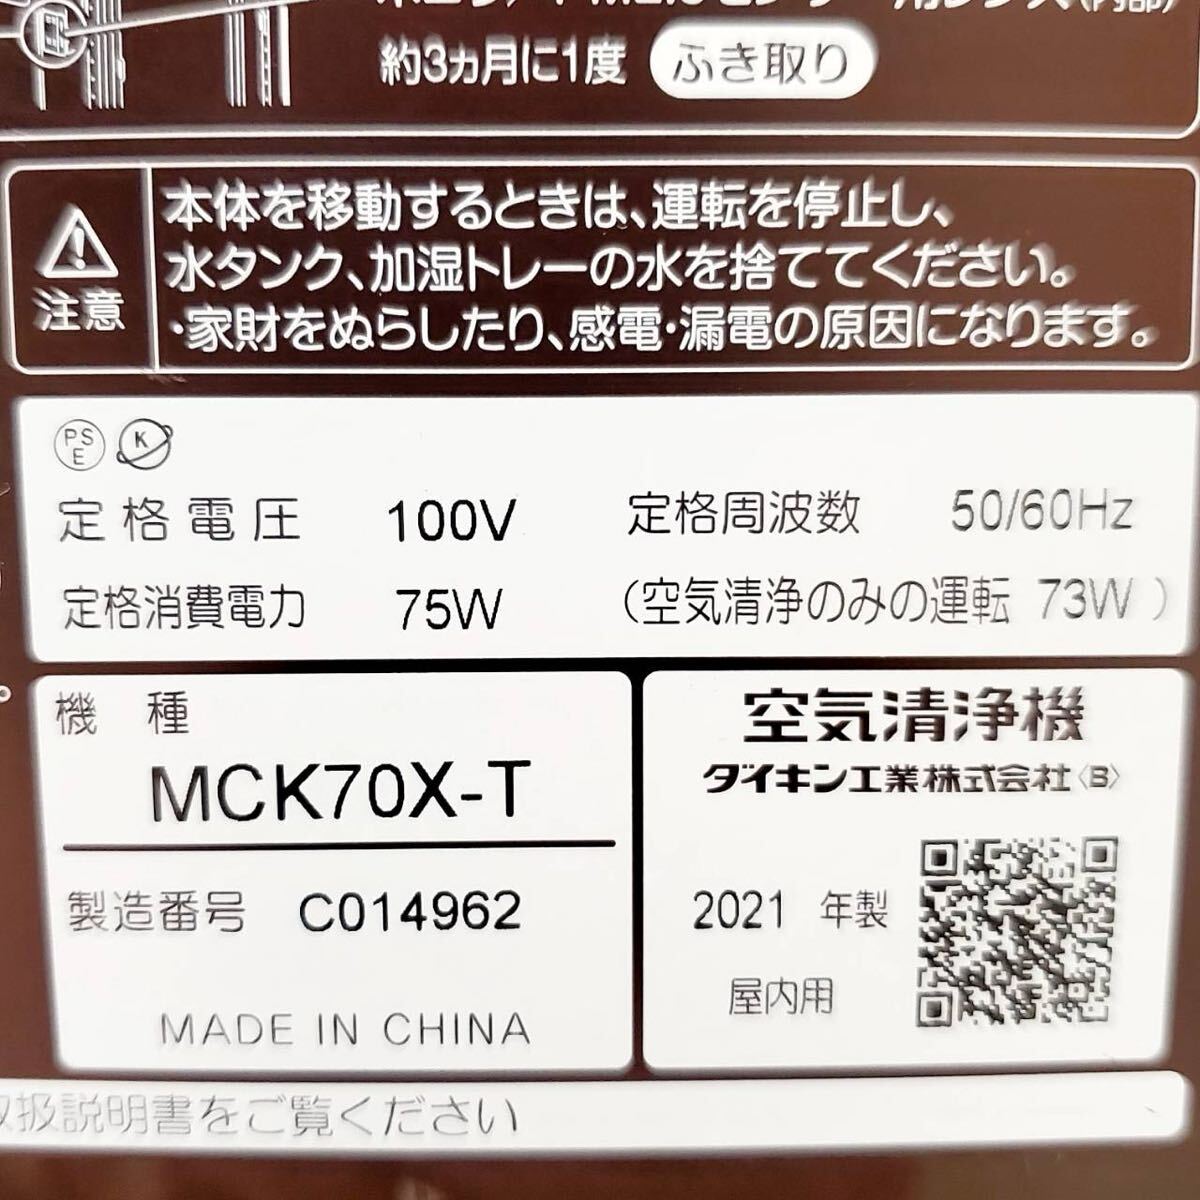 約3ヵ月に1度 ふき取り
注意
本体を移動するときは、運転を停止し、
水タンク、加湿トレーの水を捨ててください。
・家財をぬらしたり、感電・漏電の原因になります。
PS
E
K
定格電圧 100V 定格周波数 50/60Hz
定格消費電力 75W (空気清浄のみの運転 73W)
機 種
MCK70X-T
製造番号 C014962
MADE IN CHINA
空気清浄機
ダイキン工業株式会社〈B〉
2021 年製
屋内用
取扱説明書をご覧ください